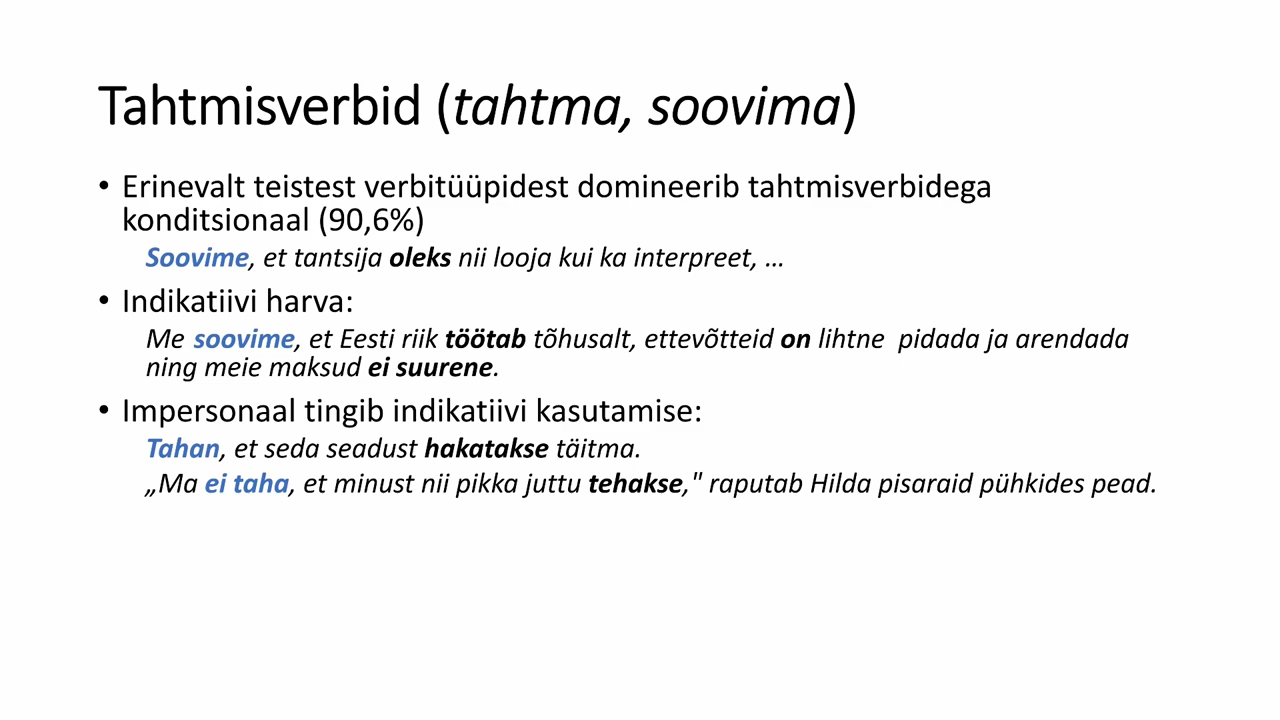 Tahtmisverbid (tahtma, soovima)
• Erinevalt teistest verbitüüpidest domineerib tahtmisverbidega
konditsionaal (90,6%)
Soovime, et tantsija oleks nii looja kui ka interpreet, …
• Indikatiivi harva:
Me soovime, et Eesti riik töötab tõhusalt, ettevõtteid on lihtne  pidada ja arendada
ning meie maksud ei suurene.
• Impersonaal tingib indikatiivi kasutamise:
Tahan, et seda seadust hakatakse täitma.
„Ma ei taha, et minust nii pikka juttu tehakse," raputab Hilda pisaraid pühkides pead.